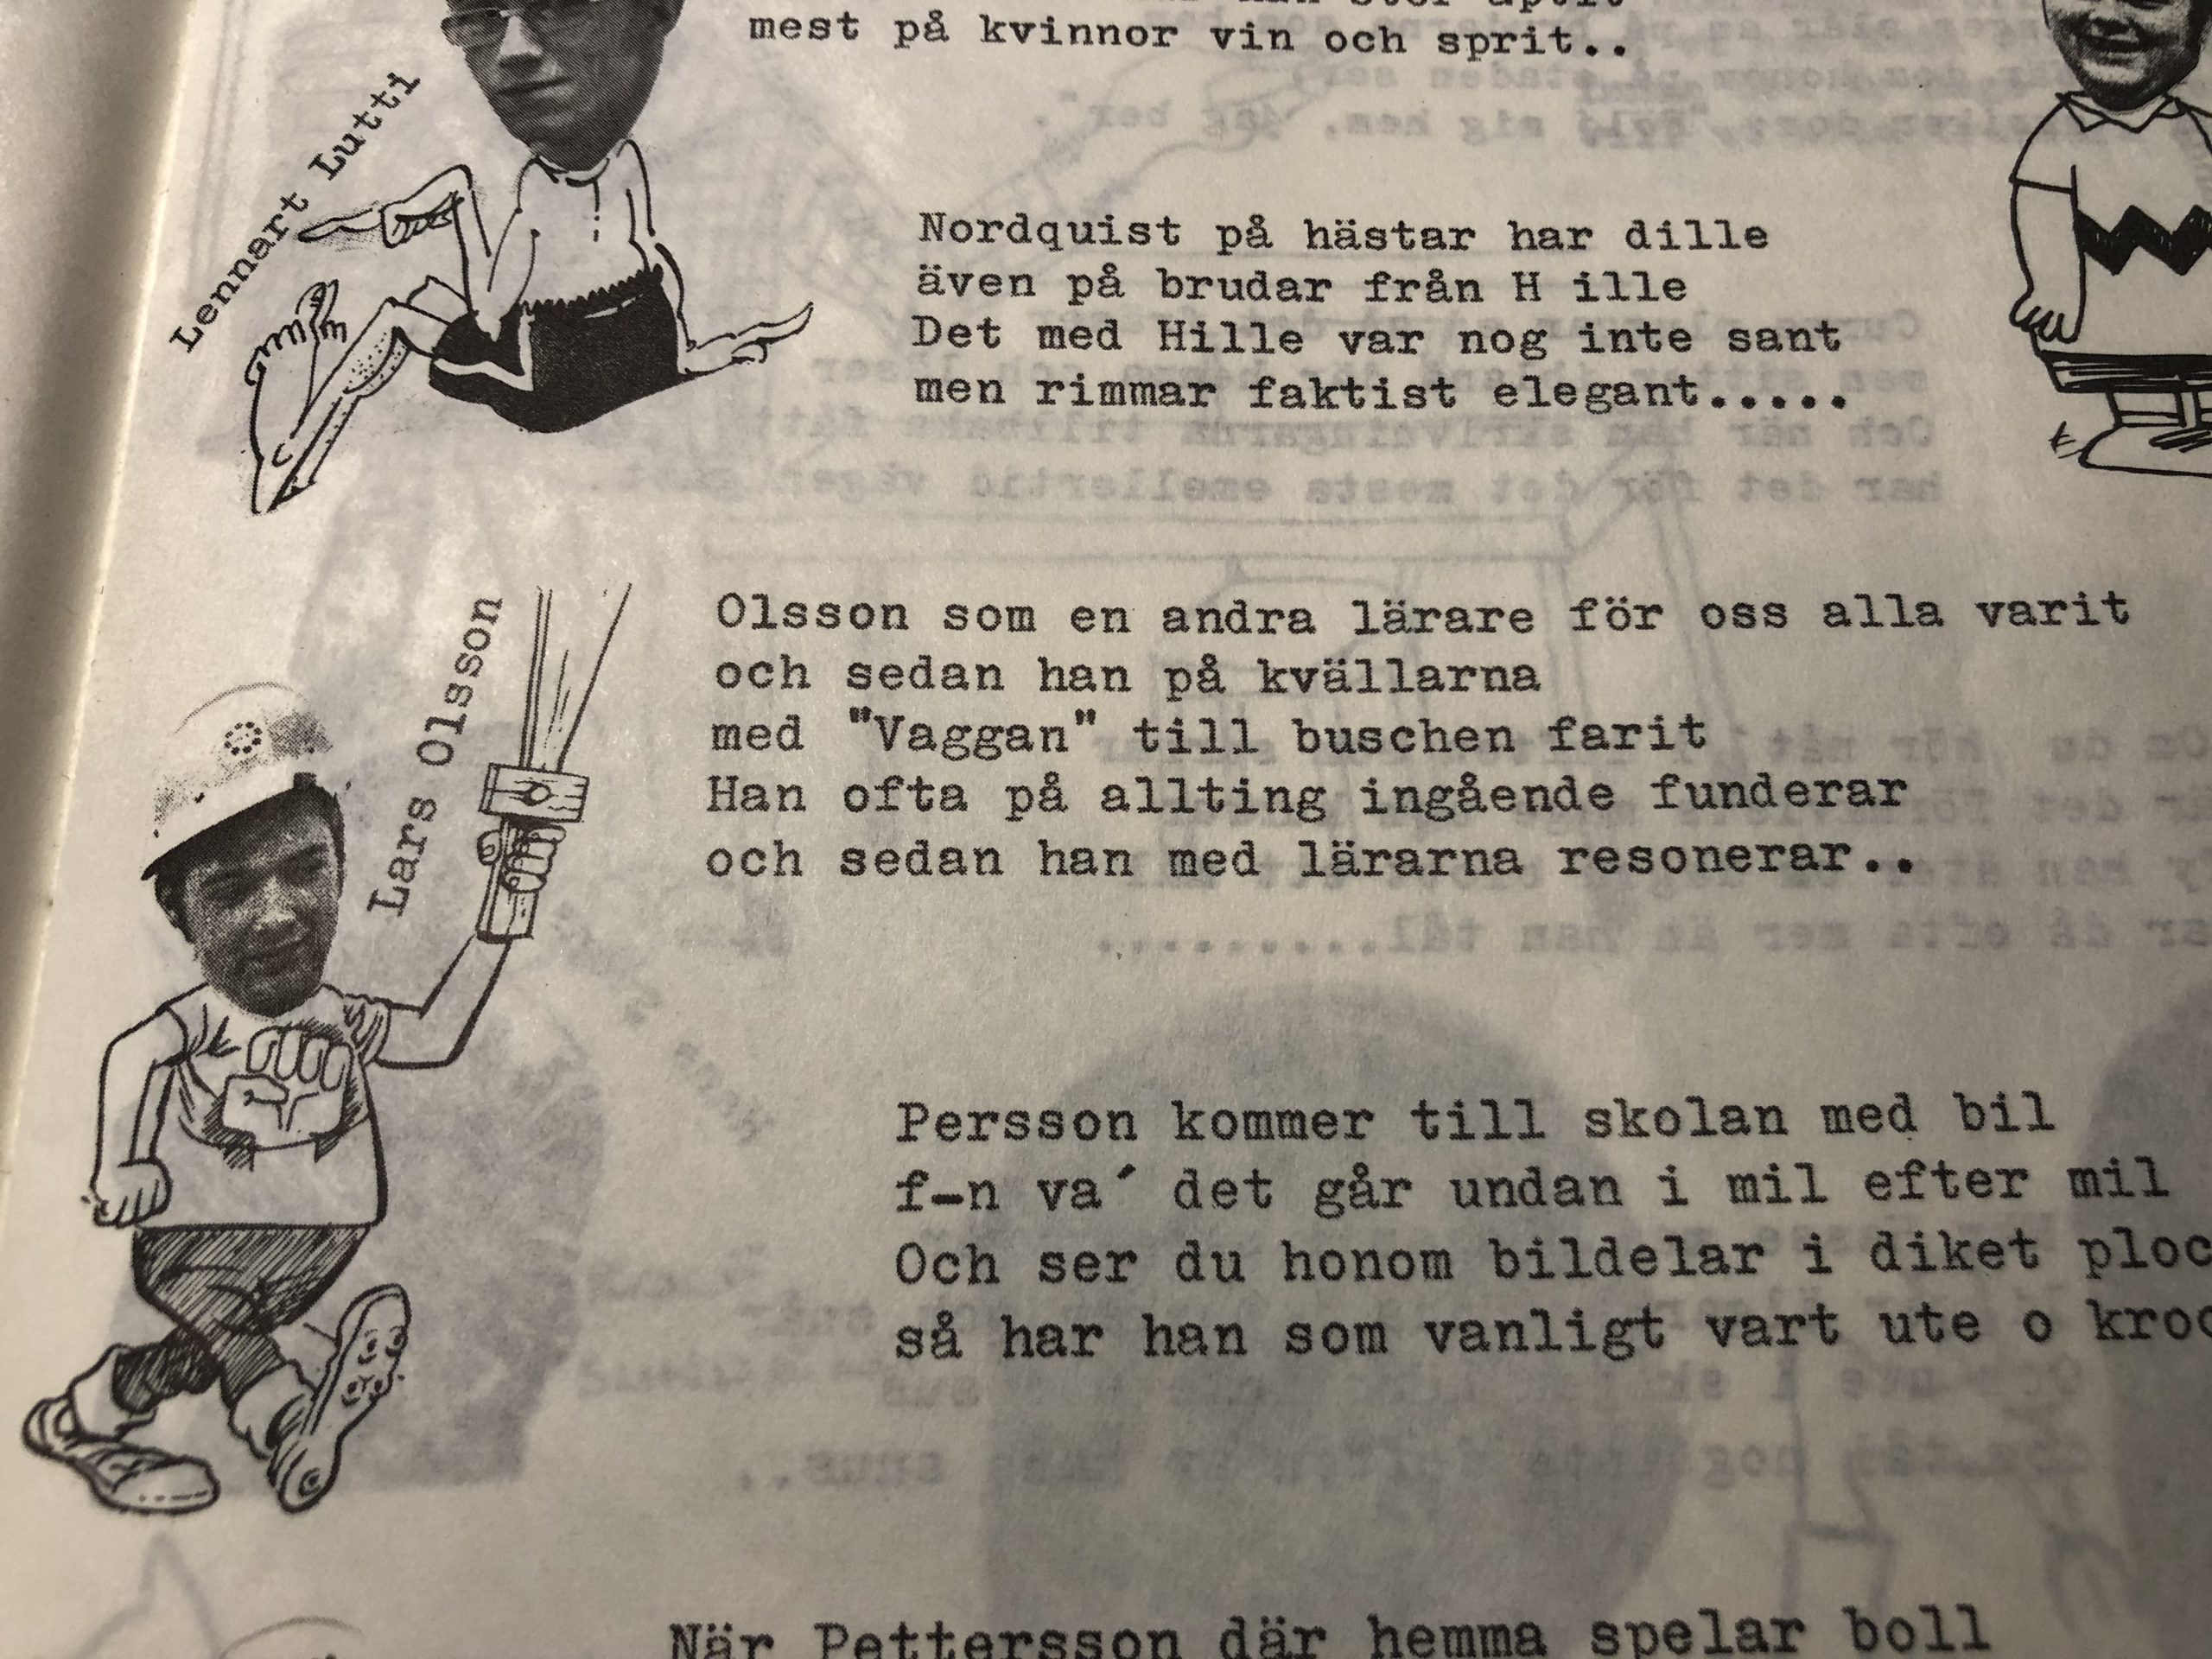 mest på kvinnor vin och sprit..
Lennart Lutti
Nordquist på hästar har dille
även på brudar från H ille
Det med Hille var nog inte sant
men rimmar faktist elegant.....
Lars Olsson
Olsson som en andra lärare för oss alla varit
och sedan han på kvällarna
med "Vaggan" till buschen farit
Han ofta på allting ingående funderar
och sedan han med lärarna resonerar..
Persson kommer till skolan med bil
f-n va´ det går undan i mil efter mil
Och ser du honom bildelar i diket
så har han som vanligt vart ute o
När Pettersson där hemma spelar boll